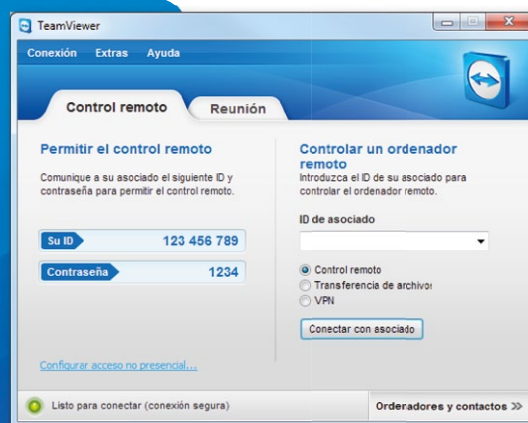 TeamViewer
Conexión Extras Ayuda
Control remoto
Reunión
Permitir el control remoto
Comunique a su asociado el siguiente ID y
contraseña para permitir el control remoto.
Su ID 123 456 789
Contraseña 1234
Configurar acceso no presencial...
Controlar un ordenador
remoto
Introduzca el ID de su asociado para
controlar el ordenador remoto.
ID de asociado
Control remoto
Transferencia de archivos
VPN
Conectar con asociado
Listo para conectar (conexión segura)
Ordenadores y contactos >>